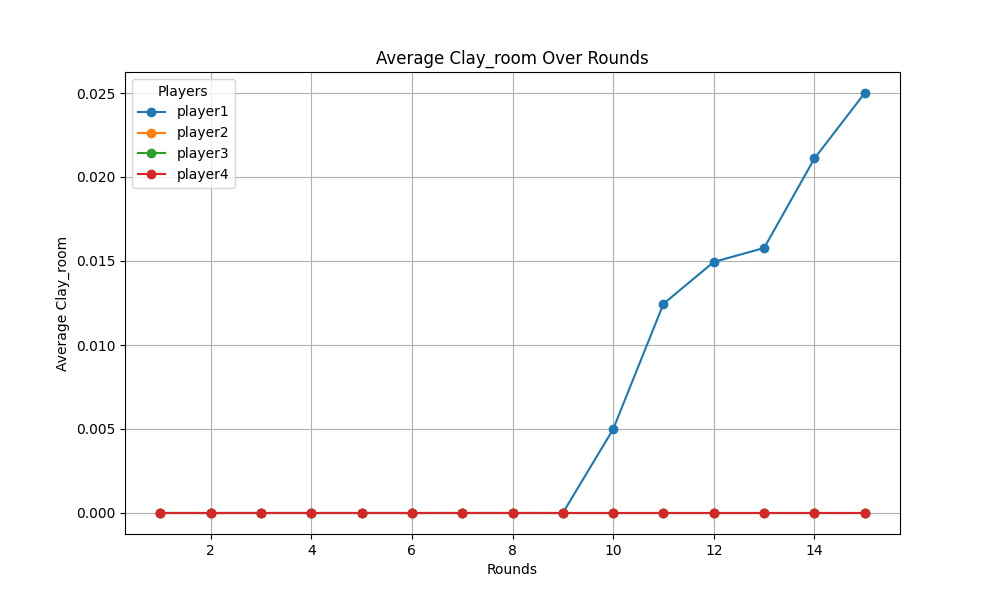 Average Clay_room Over Rounds
Players
player1
player2
player3
player4
0.025
0.020
0.015
0.010
0.005
0.000
Average Clay_room
2 4 6 8 10 12 14
Rounds